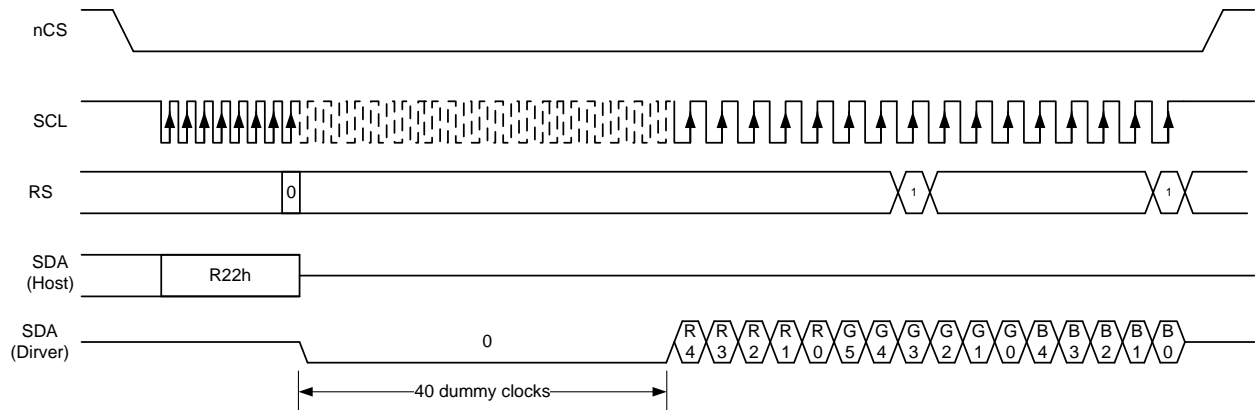 nCS
SCL
RS
0
1
1
SDA
(Host)
R22h
SDA
(Dirver)
0
R R R R R G G G G G G B B B B B
4 3 2 1 0 5 4 3 2 1 0 4 3 2 1 0
40 dummy clocks